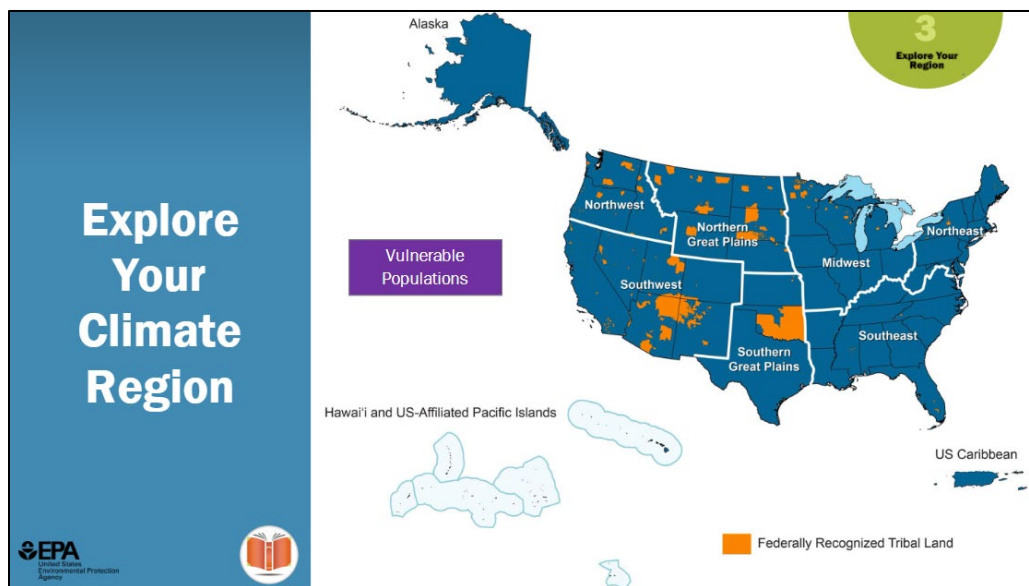 Explore
Your
Climate
Region
EPA
United States
Environmental Protection
Agency
Alaska
3
Explore Your
Region
Vulnerable
Populations
Northwest
Northern
Great Plains
Midwest
Northeast
Southwest
Southern
Great Plains
Southeast
Hawaiʻi and US-Affiliated Pacific Islands
US Caribbean
Federally Recognized Tribal Land